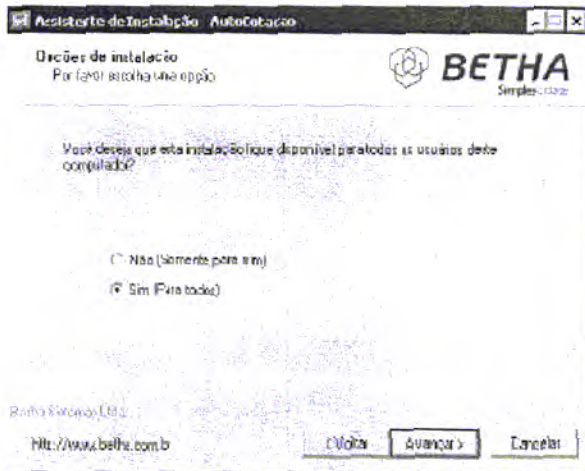 Assistente de Instalação AutoCotacao
Opções de instalação
Por favor escolha uma opção
BETHA
Simples
Você deseja que esta instalação fique disponível para todos os usuários deste
computador?
Não (Somente para mim)
Sim (Para todos)
Betha Sistemas Ltda
http://www.betha.com.b
< Voltar Avançar > Cancelar